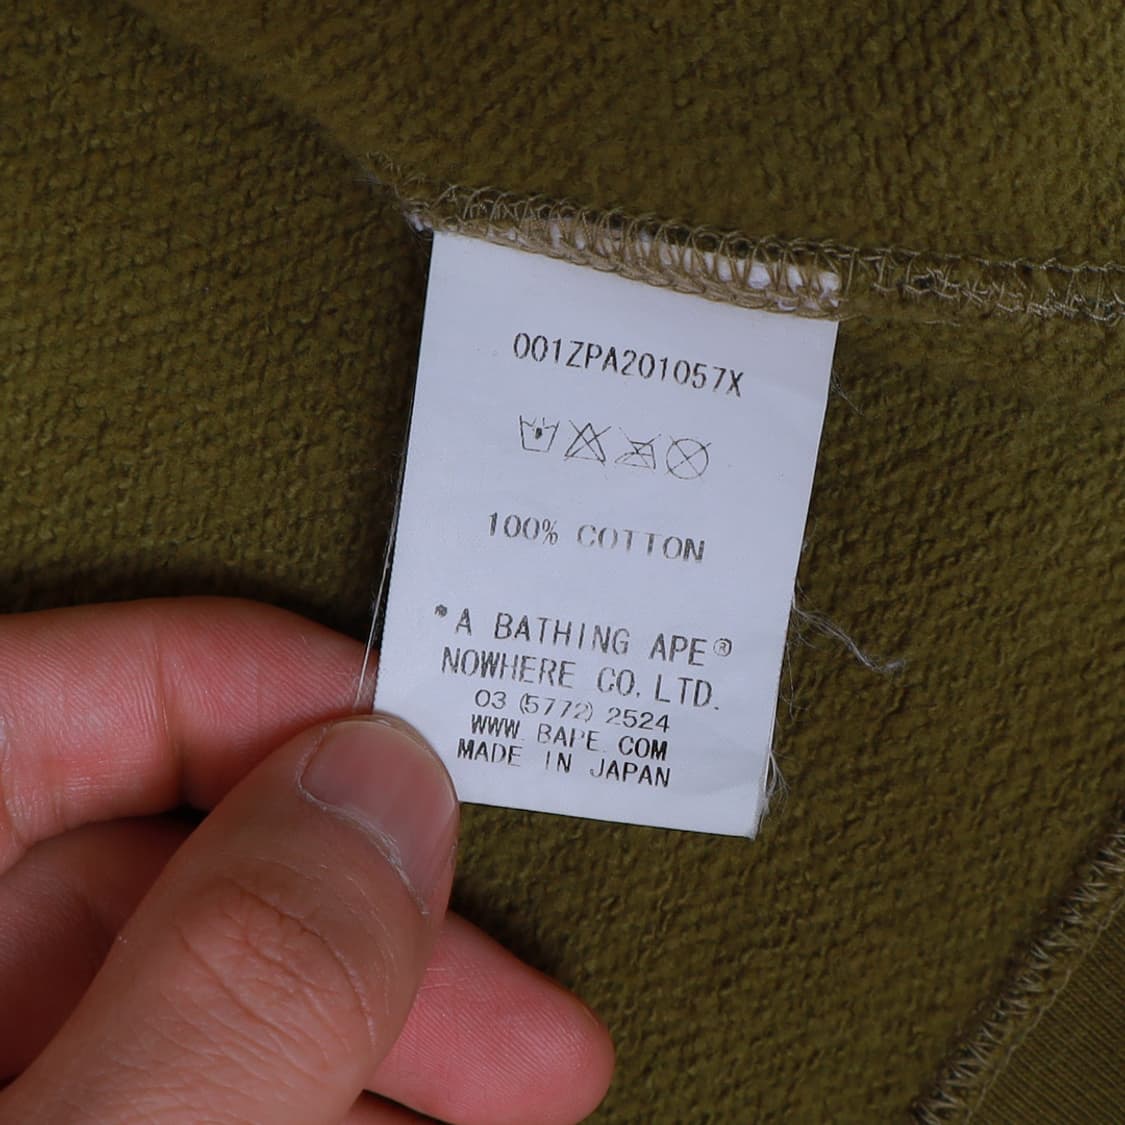 001ZPA201057X
100% COTTON
A BATHING APE®
NOWHERE CO. LTD.
03 (5772) 2524
WWW. BAPE. COM
MADE IN JAPAN